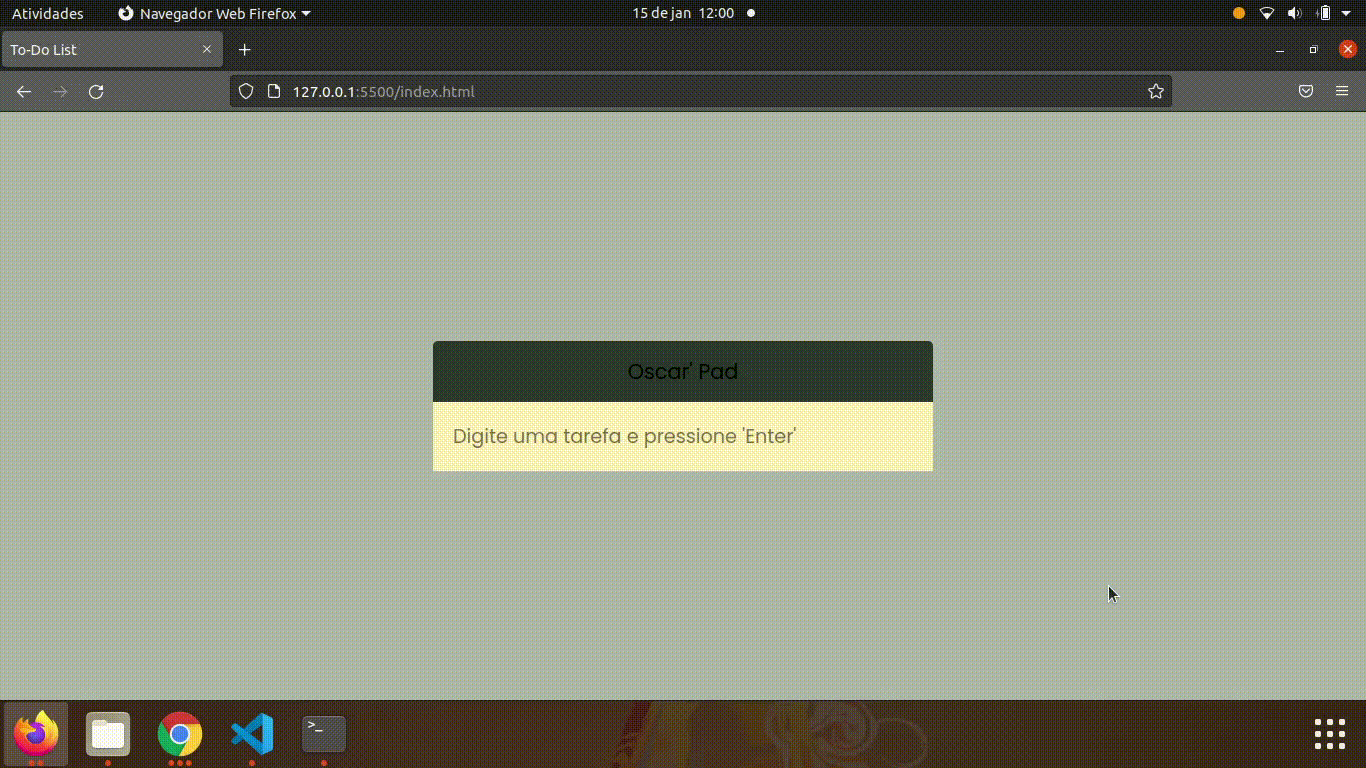 Atividades Navegador Web Firefox 15 de jan 12:00
To-Do List
127.0.0.1:5500/index.html
Oscar' Pad
Digite uma tarefa e pressione 'Enter'
>_